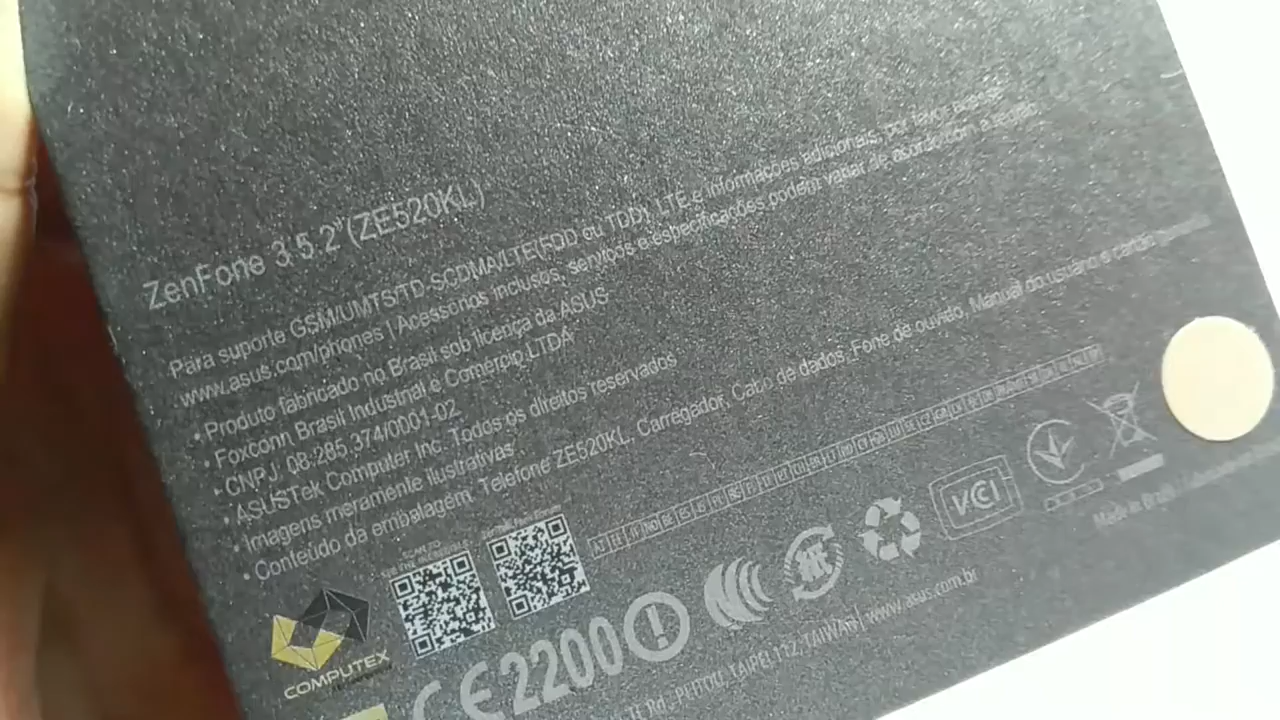 ZenFone 3 5.2"(ZE520KL)
Para suporte GSM/UMTS/TD-SCDMA/LTE(FDD ou TDD), LTE e informações adicionais, por favor
www.asus.com/phones | Acessórios inclusos, serviços e especificações podem variar de acordo com a região
• Produto fabricado no Brasil sob licença da ASUS
Foxconn Brasil Industrial e Comercio LTDA
• CNPJ: 08.285.374/0001-02
• ASUSTek Computer Inc. Todos os direitos reservados
• Imagens meramente ilustrativas
• Conteúdo da embalagem: Telefone ZE520KL, Carregador, Cabo de dados, Fone de ouvido, Manual do usuário e cartão garantia
SCAN TO
VCI
COMPUTEX
CE2200
Made in Brazil
Rd., PEITOU, TAIPEI 112, TAIWAN | www.asus.com.br